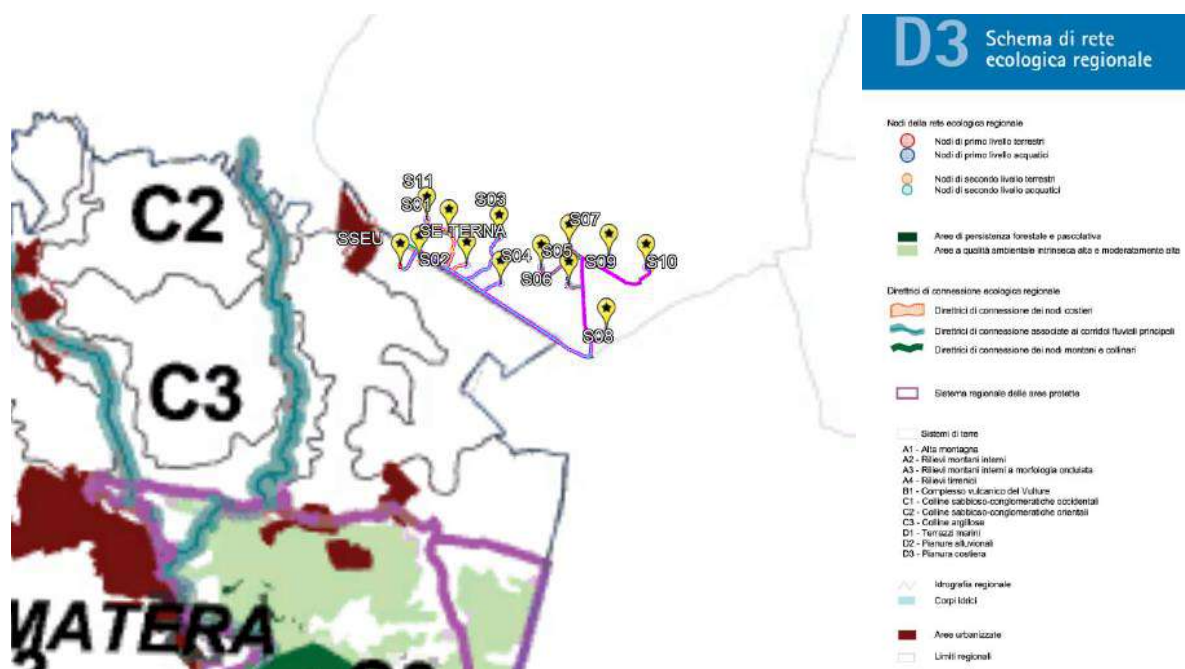 C2
C3
MATERA
S11
S01
S03
SE TERNA
SSEU
S02
S04
S07
S05
S06
S09
S10
S08
D3 Schema di rete
ecologica regionale
Nodi della rete ecologica regionale
Nodi di primo livello terrestri
Nodi di primo livello acquatici
Nodi di secondo livello terrestri
Nodi di secondo livello acquatici
Aree di persistenza forestale e pascolativa
Aree a qualità ambientale intrinseca alta e moderatamente alta
Direttrici di connessione ecologica regionale
Direttrici di connessione dei nodi costieri
Direttrici di connessione associate ai corridoi fluviali principali
Direttrici di connessione dei nodi montani e collinari
Sistema regionale delle aree protette
Sistemi di terre
A1 - Alta montagna
A2 - Rilievi montani interni
A3 - Rilievi montani interni a morfologia ondulata
A4 - Rilievi tirrenici
B1 - Complesso vulcanico del Vulture
C1 - Colline sabbioso-conglomeratiche occidentali
C2 - Colline sabbioso-conglomeratiche orientali
C3 - Colline argillose
D1 - Terrazzi marini
D2 - Pianure alluvionali
D3 - Pianura costiera
Idrografia regionale
Corpi idrici
Aree urbanizzate
Limiti regionali